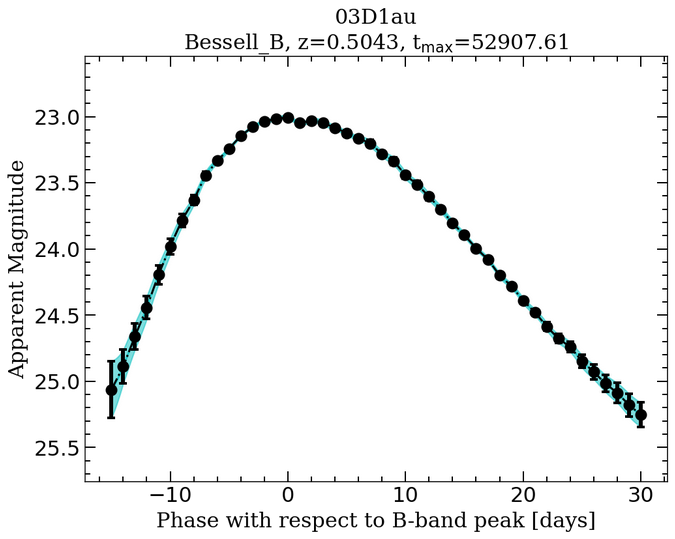 03D1au
Bessell_B, z=0.5043, tmax=52907.61
Apparent Magnitude
23.0
23.5
24.0
24.5
25.0
25.5
−10 0 10 20 30
Phase with respect to B-band peak [days]